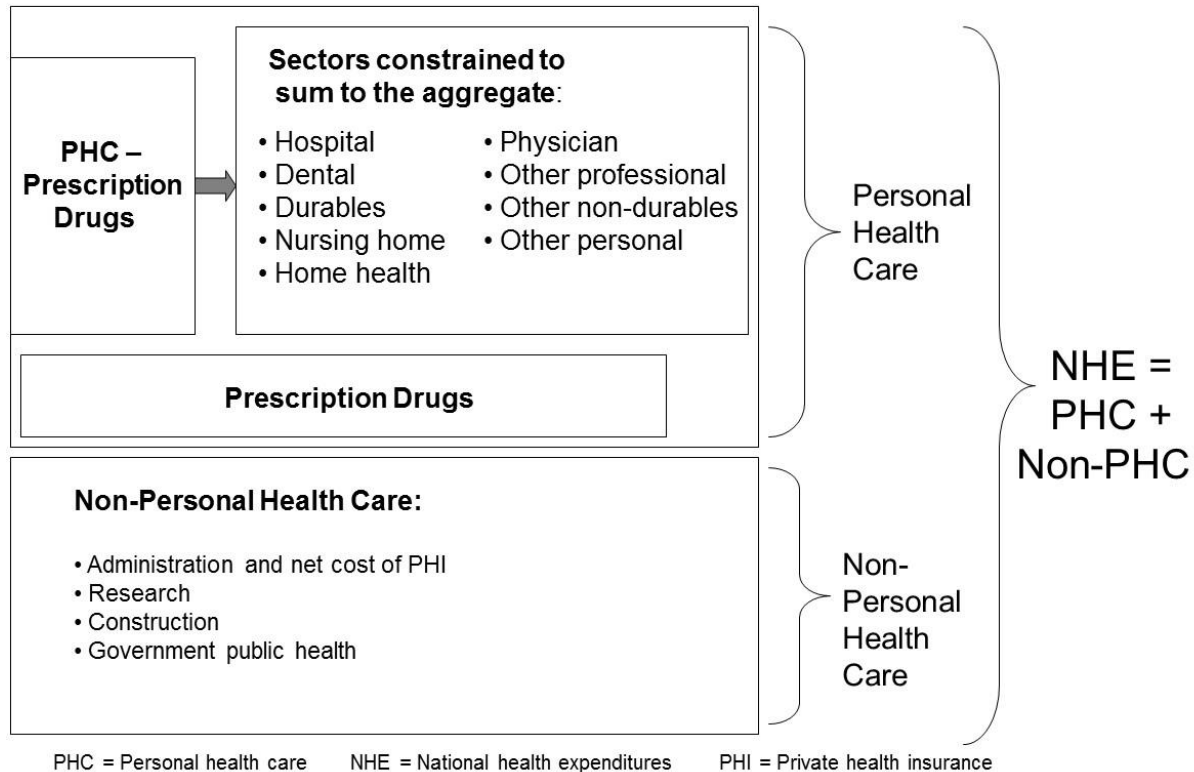 Sectors constrained to
sum to the aggregate:
• Hospital
• Dental
• Durables
• Nursing home
• Home health
• Physician
• Other professional
• Other non-durables
• Other personal
PHC –
Prescription
Drugs
Prescription Drugs
Personal
Health
Care
Non-Personal Health Care:
• Administration and net cost of PHI
• Research
• Construction
• Government public health
Non-
Personal
Health
Care
NHE =
PHC +
Non-PHC
PHC = Personal health care NHE = National health expenditures PHI = Private health insurance